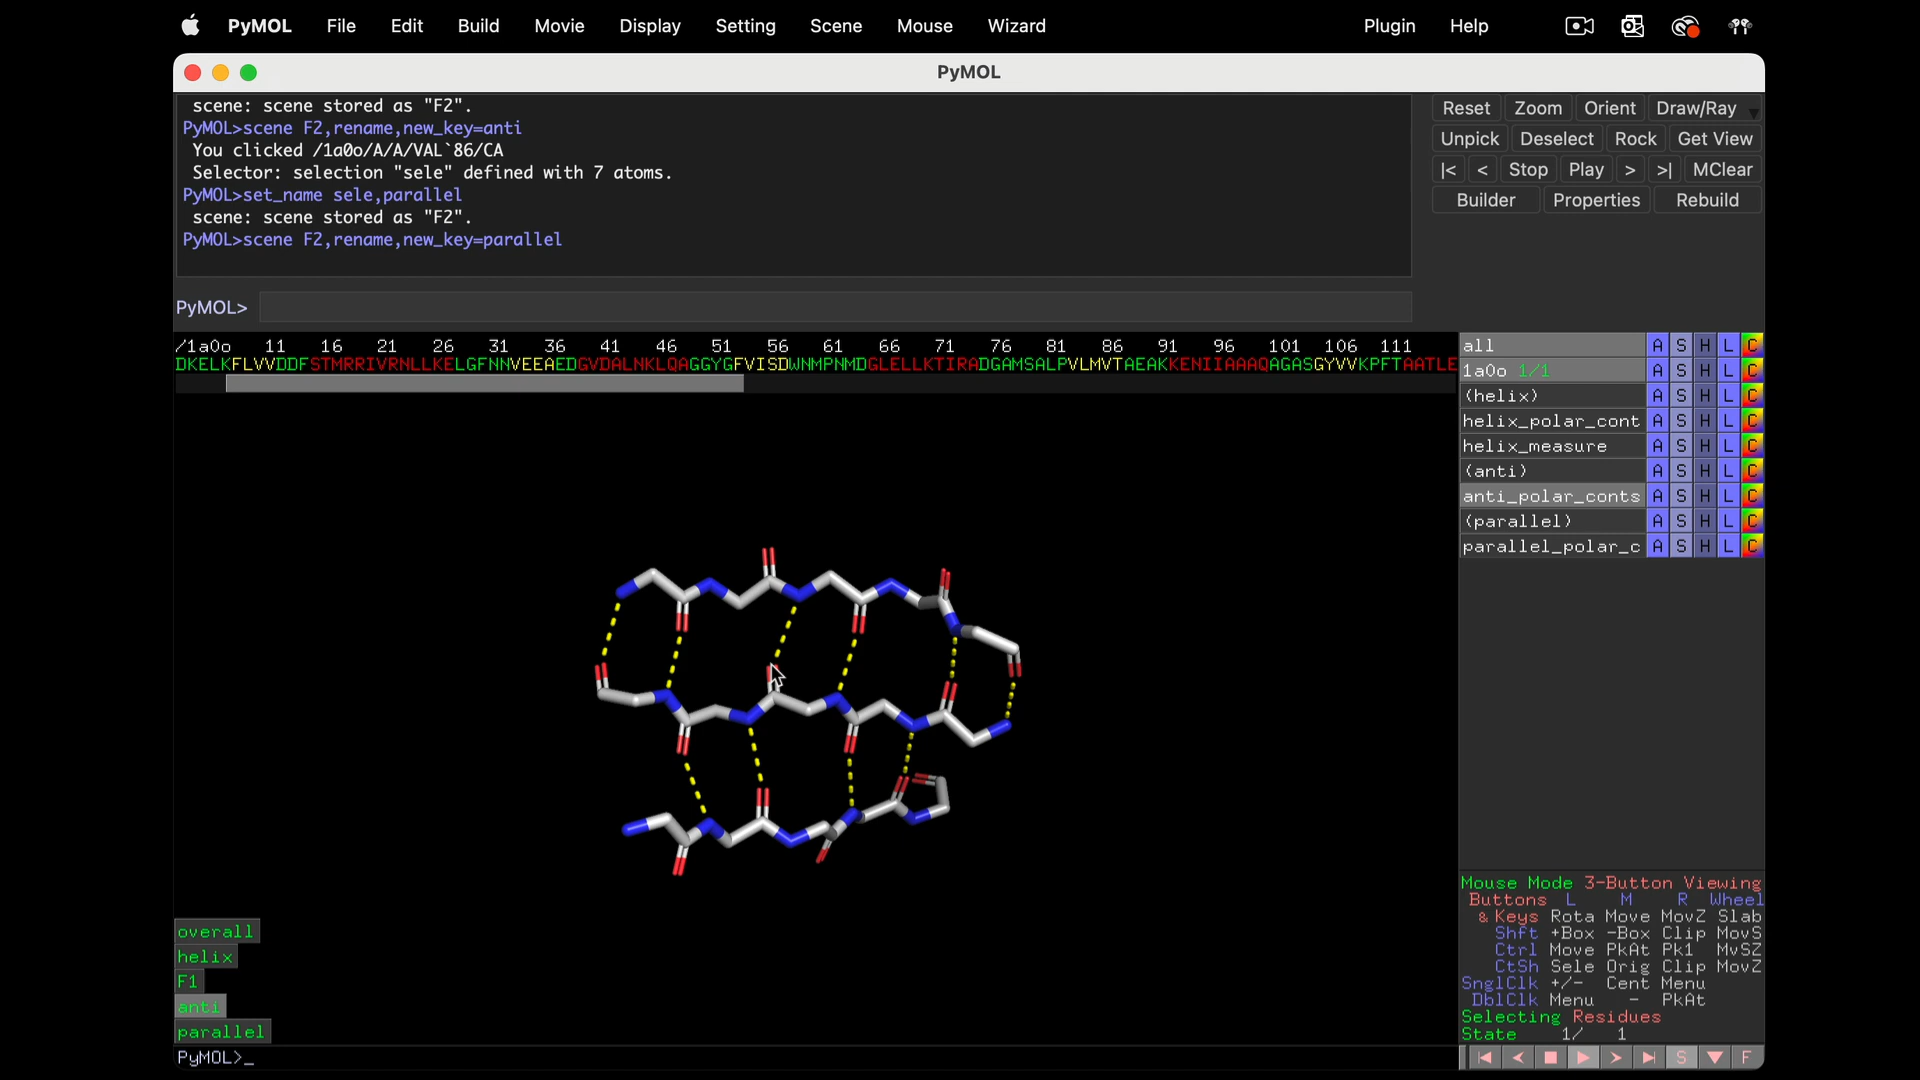 PyMOL File Edit Build Movie Display Setting Scene Mouse Wizard Plugin Help
PyMOL
scene: scene stored as "F2".
PyMOL>scene F2,rename,new_key=anti
You clicked /1a0o/A/A/VAL`86/CA
Selector: selection "sele" defined with 7 atoms.
PyMOL>set_name sele,parallel
scene: scene stored as "F2".
PyMOL>scene F2,rename,new_key=parallel
Reset Zoom Orient Draw/Ray
Unpick Deselect Rock Get View
|< < Stop Play > >| MClear
Builder Properties Rebuild
PyMOL>
/1a0o 11 16 21 26 31 36 41 46 51 56 61 66 71 76 81 86 91 96 101 106 111
DKELKFLVVDDFSTMRRIVRNLLKELGFNNVEEAEDGVDALNKLQAGGYGFVISDWNMPNMDGLELLKTIRADGAMSALPVLMVTAEAKKENIIAAAQAGASGYVVKPFTAATLE
all A S H L C
1a0o 1/1 A S H L C
(helix) A S H L C
helix_polar_cont A S H L C
helix_measure A S H L C
(anti) A S H L C
anti_polar_conts A S H L C
(parallel) A S H L C
parallel_polar_c A S H L C
overall
helix
F1
anti
parallel
PyMOL>_
Mouse Mode 3-Button Viewing
Buttons L M R Wheel
& Keys Rota Move MovZ Slab
Shft +Box -Box Clip MovS
Ctrl Move PkAt Pk1 MvSZ
CtSh Sele Orig Clip MovZ
SnglClk +/- Cent Menu
DblClk Menu - PkAt
Selecting Residues
State 1/ 1
S F